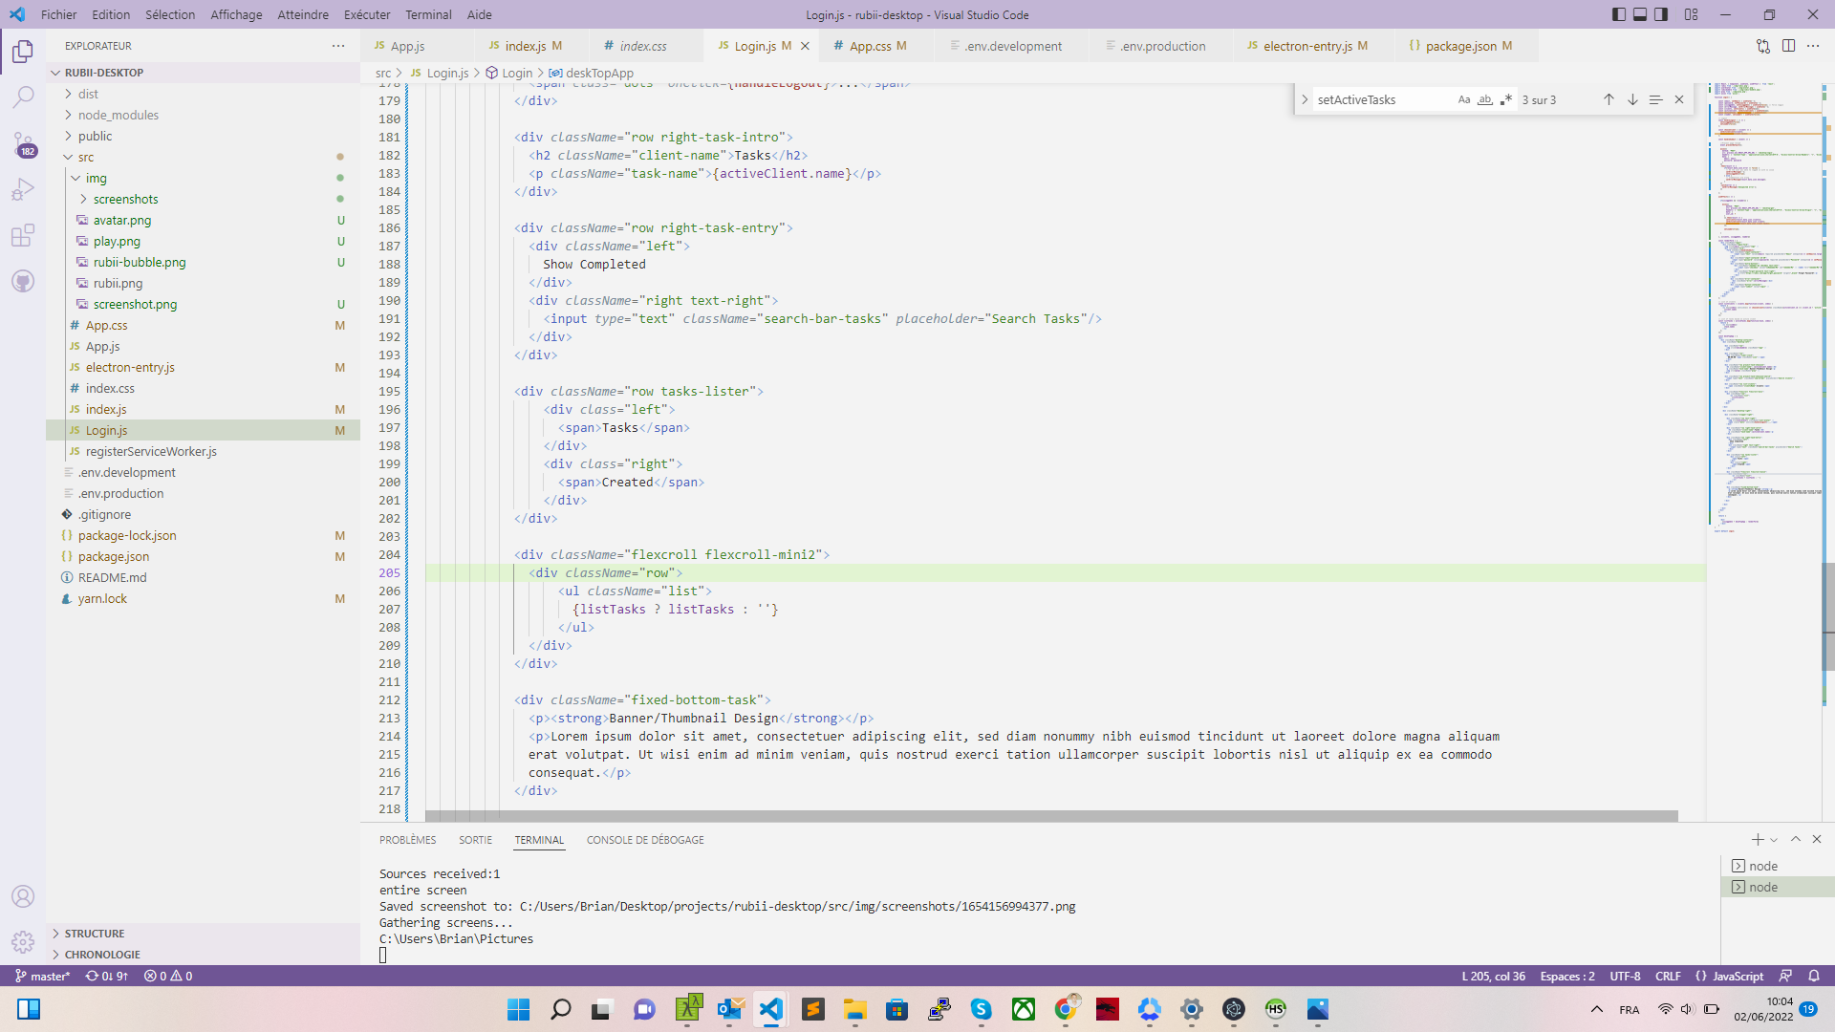 Fichier Edition Sélection Affichage Atteindre Exécuter Terminal Aide
Login.js - rubii-desktop - Visual Studio Code
EXPLORATEUR ···
App.js
index.js M
index.css
Login.js M
App.css M
.env.development
.env.production
electron-entry.js M
package.json M
RUBII-DESKTOP
src > Login.js > Login > deskTopApp
setActiveTasks Aa ab 3 sur 3
dist
node_modules
public
src
img
screenshots
avatar.png U
play.png U
rubii-bubble.png U
rubii.png
screenshot.png U
App.css M
App.js
electron-entry.js M
index.css
index.js M
Login.js M
registerServiceWorker.js
.env.development
.env.production
.gitignore
package-lock.json M
package.json M
README.md
yarn.lock M
STRUCTURE
CHRONOLOGIE
182
178 <span class="dots" onClick={handleLogout}>...</span>
179 </div>
180
181 <div className="row right-task-intro">
182 <h2 className="client-name">Tasks</h2>
183 <p className="task-name">{activeClient.name}</p>
184 </div>
185
186 <div className="row right-task-entry">
187 <div className="left">
188 Show Completed
189 </div>
190 <div className="right text-right">
191 <input type="text" className="search-bar-tasks" placeholder="Search Tasks"/>
192 </div>
193 </div>
194
195 <div className="row tasks-lister">
196 <div class="left">
197 <span>Tasks</span>
198 </div>
199 <div class="right">
200 <span>Created</span>
201 </div>
202 </div>
203
204 <div className="flexcroll flexcroll-mini2">
205 <div className="row">
206 <ul className="list">
207 {listTasks ? listTasks : ''}
208 </ul>
209 </div>
210 </div>
211
212 <div className="fixed-bottom-task">
213 <p><strong>Banner/Thumbnail Design</strong></p>
214 <p>Lorem ipsum dolor sit amet, consectetuer adipiscing elit, sed diam nonummy nibh euismod tincidunt ut laoreet dolore magna aliquam
215 erat volutpat. Ut wisi enim ad minim veniam, quis nostrud exerci tation ullamcorper suscipit lobortis nisl ut aliquip ex ea commodo
216 consequat.</p>
217 </div>
218
PROBLÈMES SORTIE TERMINAL CONSOLE DE DÉBOGAGE
Sources received:1
entire screen
Saved screenshot to: C:/Users/Brian/Desktop/projects/rubii-desktop/src/img/screenshots/1654156994377.png
Gathering screens...
C:\Users\Brian\Pictures
node
node
master* 0↓ 9↑ 0 0
L 205, col 36 Espaces : 2 UTF-8 CRLF {} JavaScript
FRA
10:04
02/06/2022
19